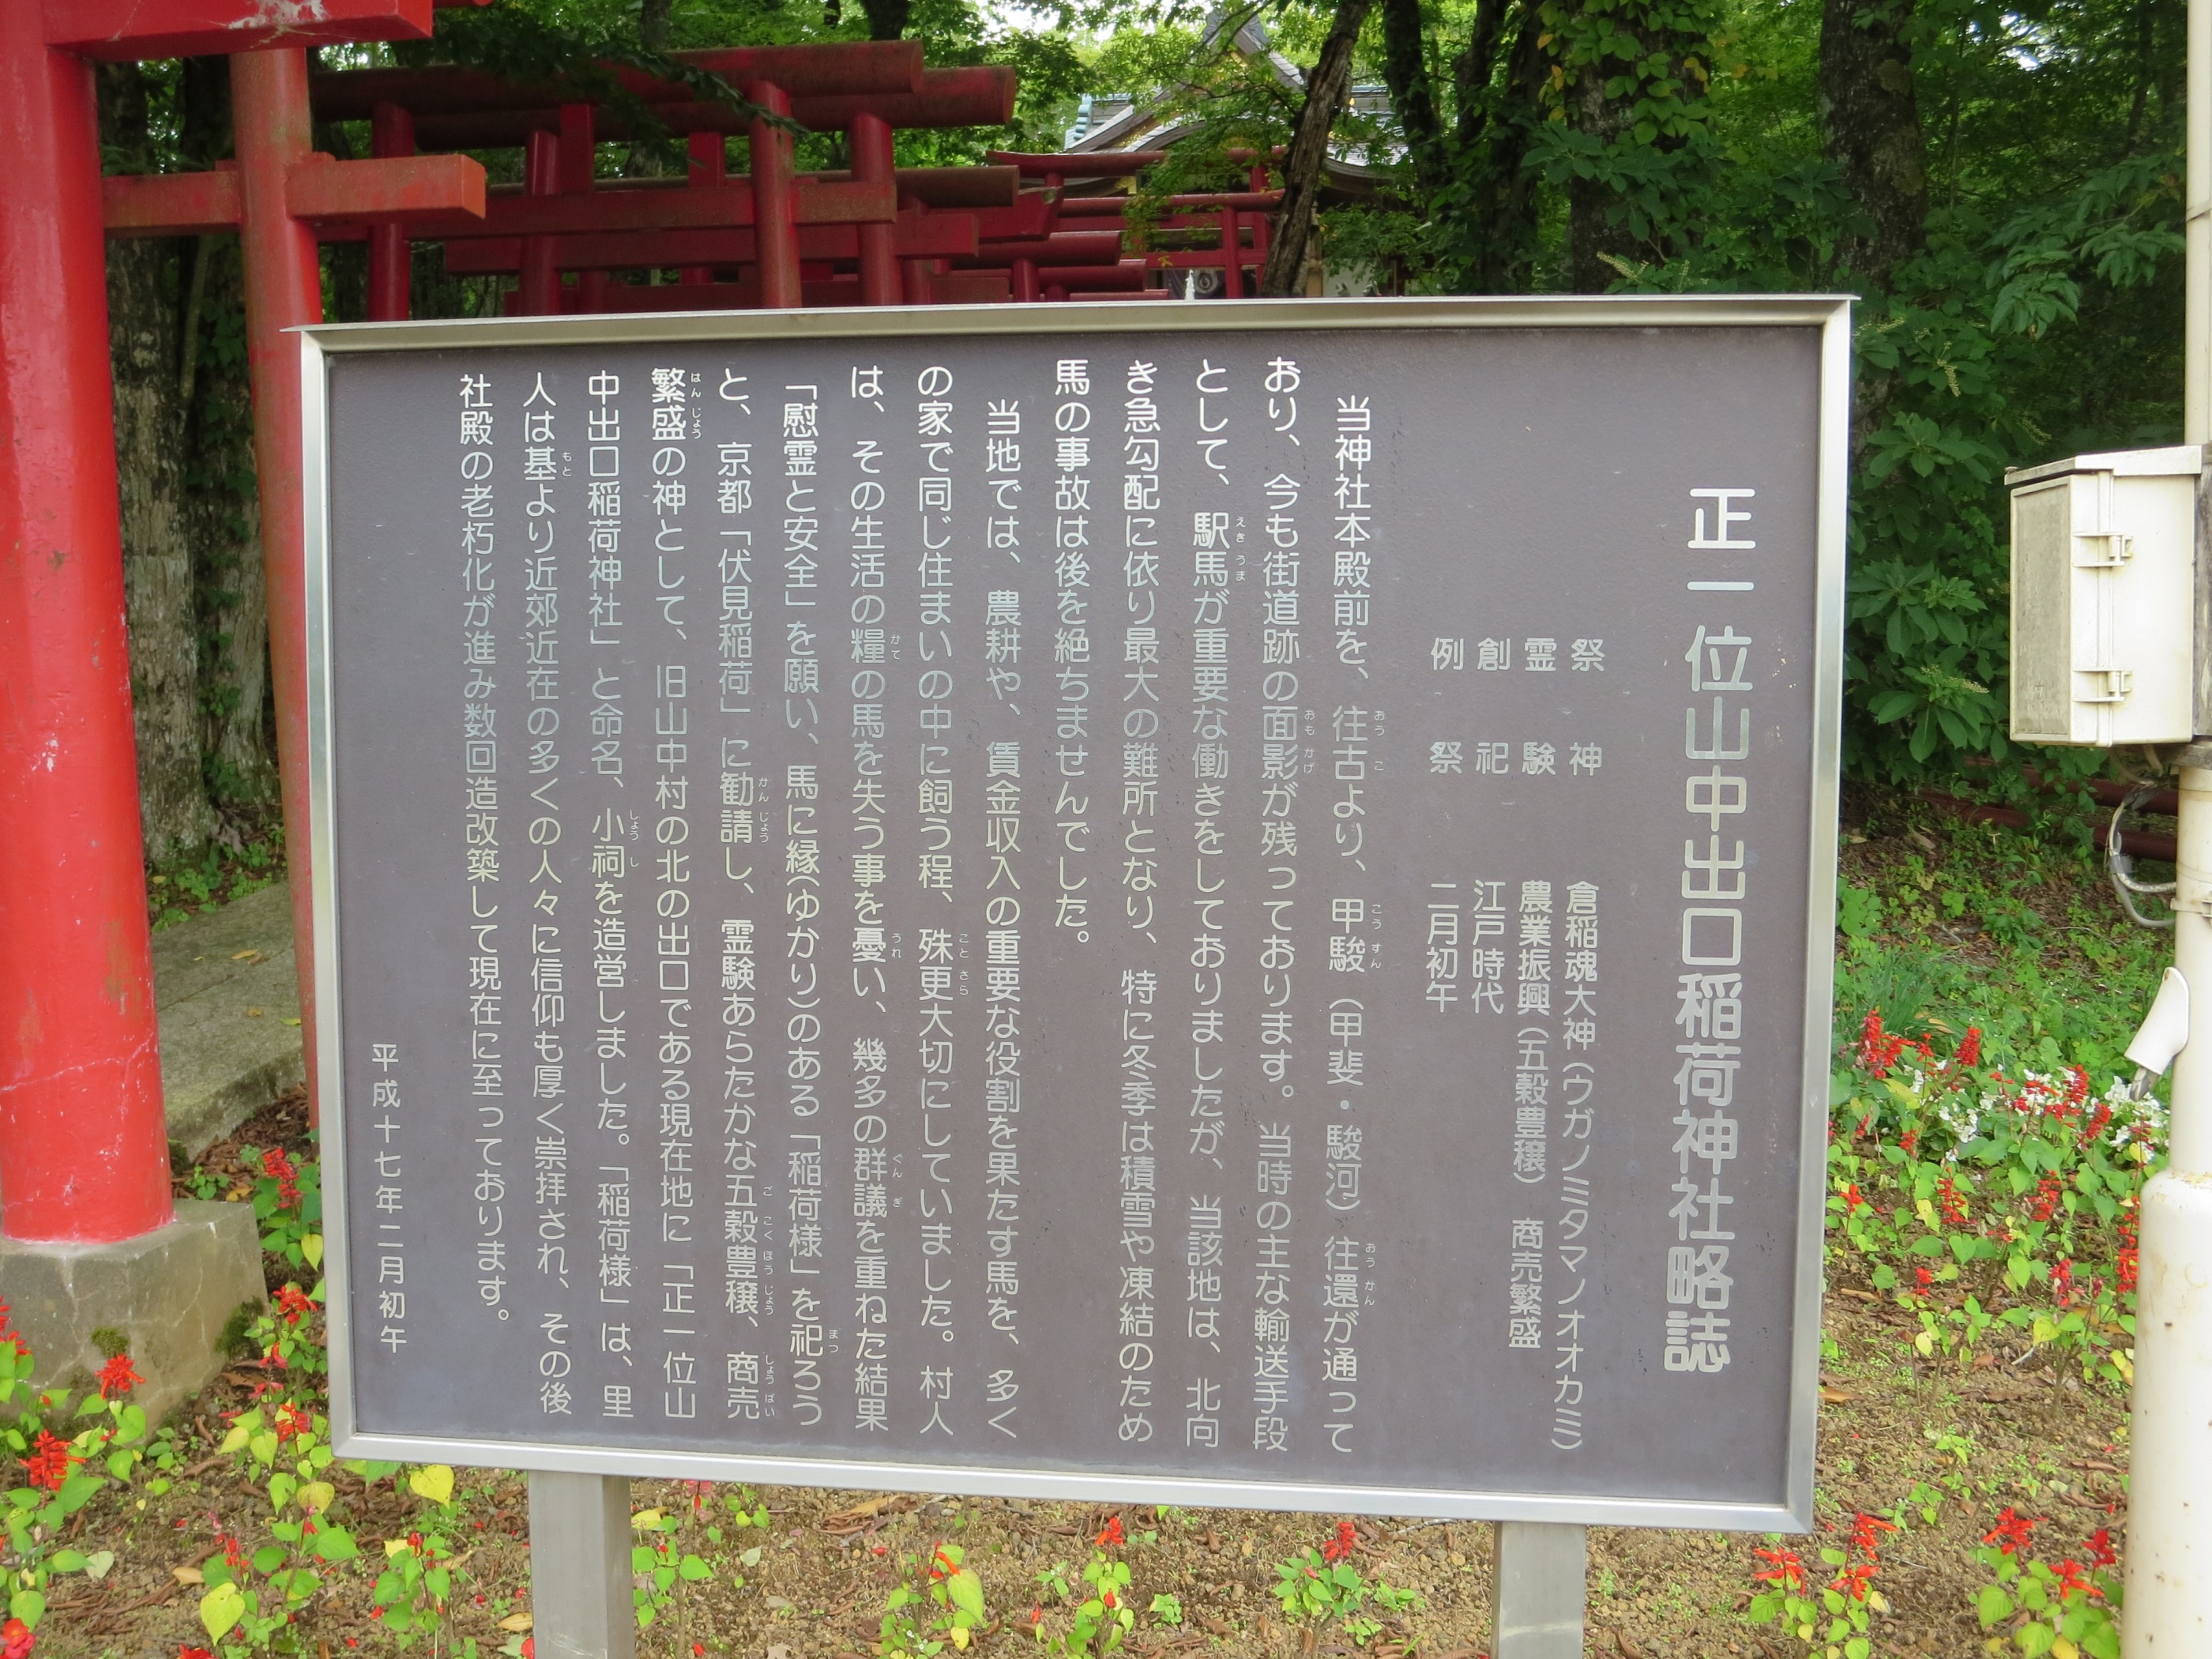 正一位山中出口稲荷神社略誌
祭神 倉稲魂大神（ウガノミタマノオオカミ）
霊験 農業振興（五穀豊穣） 商売繁盛
創祀 江戸時代
例祭 二月初午
当神社本殿前を、往古より、甲駿（甲斐・駿河）往還が通って
おり、今も街道跡の面影が残っております。当時の主な輸送手段
として、駅馬が重要な働きをしておりましたが、当該地は、北向
き急勾配に依り最大の難所となり、特に冬季は積雪や凍結のため
馬の事故は後を絶ちませんでした。
当地では、農耕や、賃金収入の重要な役割を果たす馬を、多く
の家で同じ住まいの中に飼う程、殊更大切にしていました。村人
は、その生活の糧の馬を失う事を憂い、幾多の群議を重ねた結果
「慰霊と安全」を願い、馬に縁(ゆかり)のある「稲荷様」を祀ろう
と、京都「伏見稲荷」に勧請し、霊験あらたかな五穀豊穣、商売
繁盛の神として、旧山中村の北の出口である現在地に「正一位山
中出口稲荷神社」と命名、小祠を造営しました。「稲荷様」は、里
人は基より近郊近在の多くの人々に信仰も厚く崇拝され、その後
社殿の老朽化が進み数回造改築して現在に至っております。
平成十七年二月初午